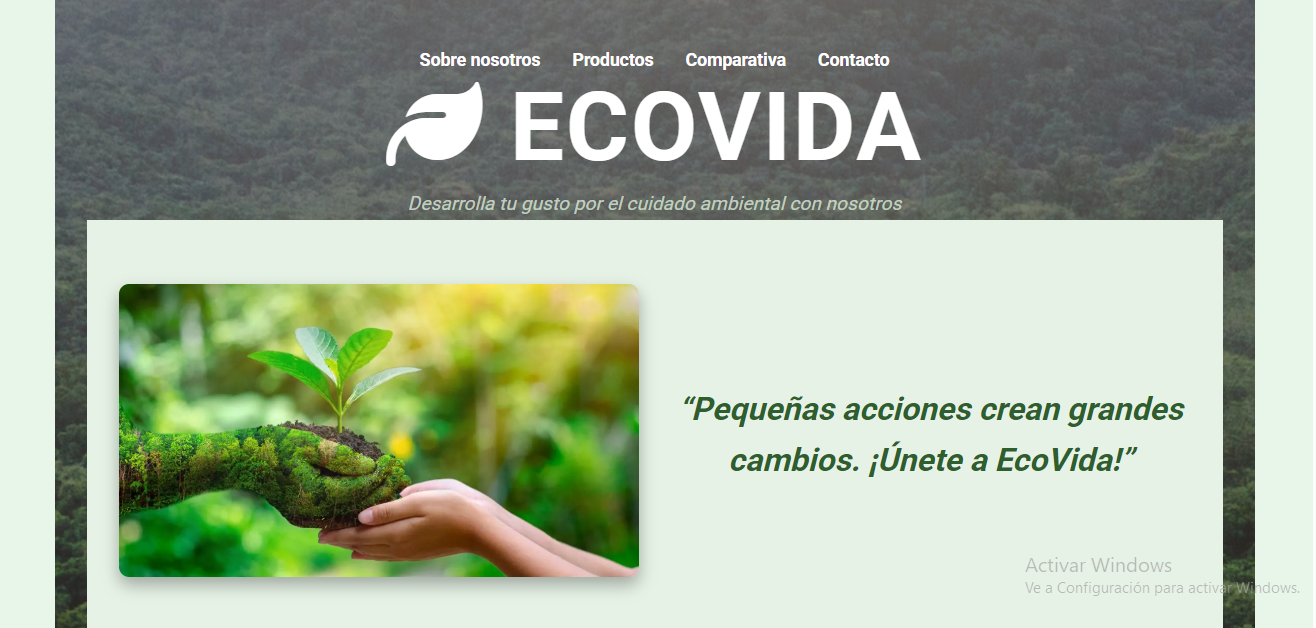 Sobre nosotros Productos Comparativa Contacto
ECOVIDA
Desarrolla tu gusto por el cuidado ambiental con nosotros
“Pequeñas acciones crean grandes
cambios. ¡Únete a EcoVida!”
Activar Windows
Ve a Configuración para activar Windows.